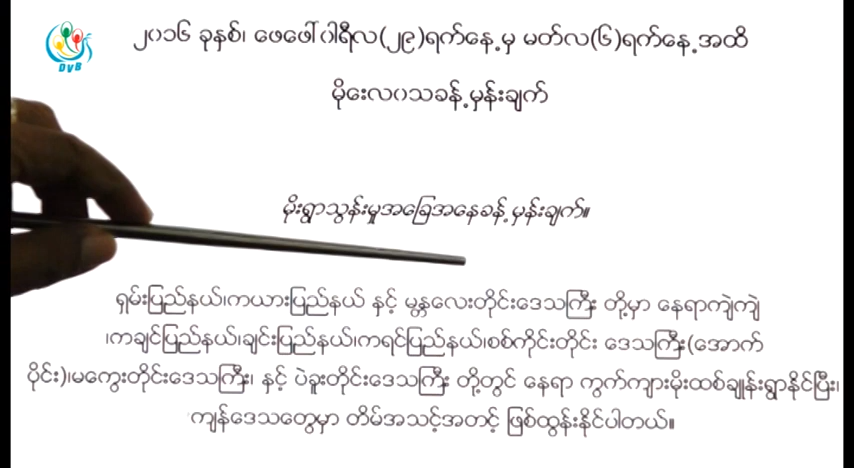 DVB
၂၀၁၆ ခုနှစ်၊ ဖေဖေါ်ဝါရီလ(၂၉)ရက်နေ့မှ မတ်လ(၆)ရက်နေ့အထိ
မိုးလေဝသခန့်မှန်းချက်
မိုးရွာသွန်းမှုအခြေအနေခန့်မှန်းချက်။
ရှမ်းပြည်နယ်၊ကယားပြည်နယ် နှင့် မန္တလေးတိုင်းဒေသကြီး တို့မှာ နေရာကျဲကျဲ
၊ကချင်ပြည်နယ်၊ချင်းပြည်နယ်၊ကရင်ပြည်နယ်၊စစ်ကိုင်းတိုင်း ဒေသကြီး(အောက်
ပိုင်း)၊မကွေးတိုင်းဒေသကြီး၊ နှင့် ပဲခူးတိုင်းဒေသကြီး တို့တွင် နေရာ ကွက်ကျားမိုးထစ်ချုန်းရွာနိုင်ပြီး၊
ကျန်ဒေသတွေမှာ တိမ်အသင့်အတင့် ဖြစ်ထွန်းနိုင်ပါတယ်။